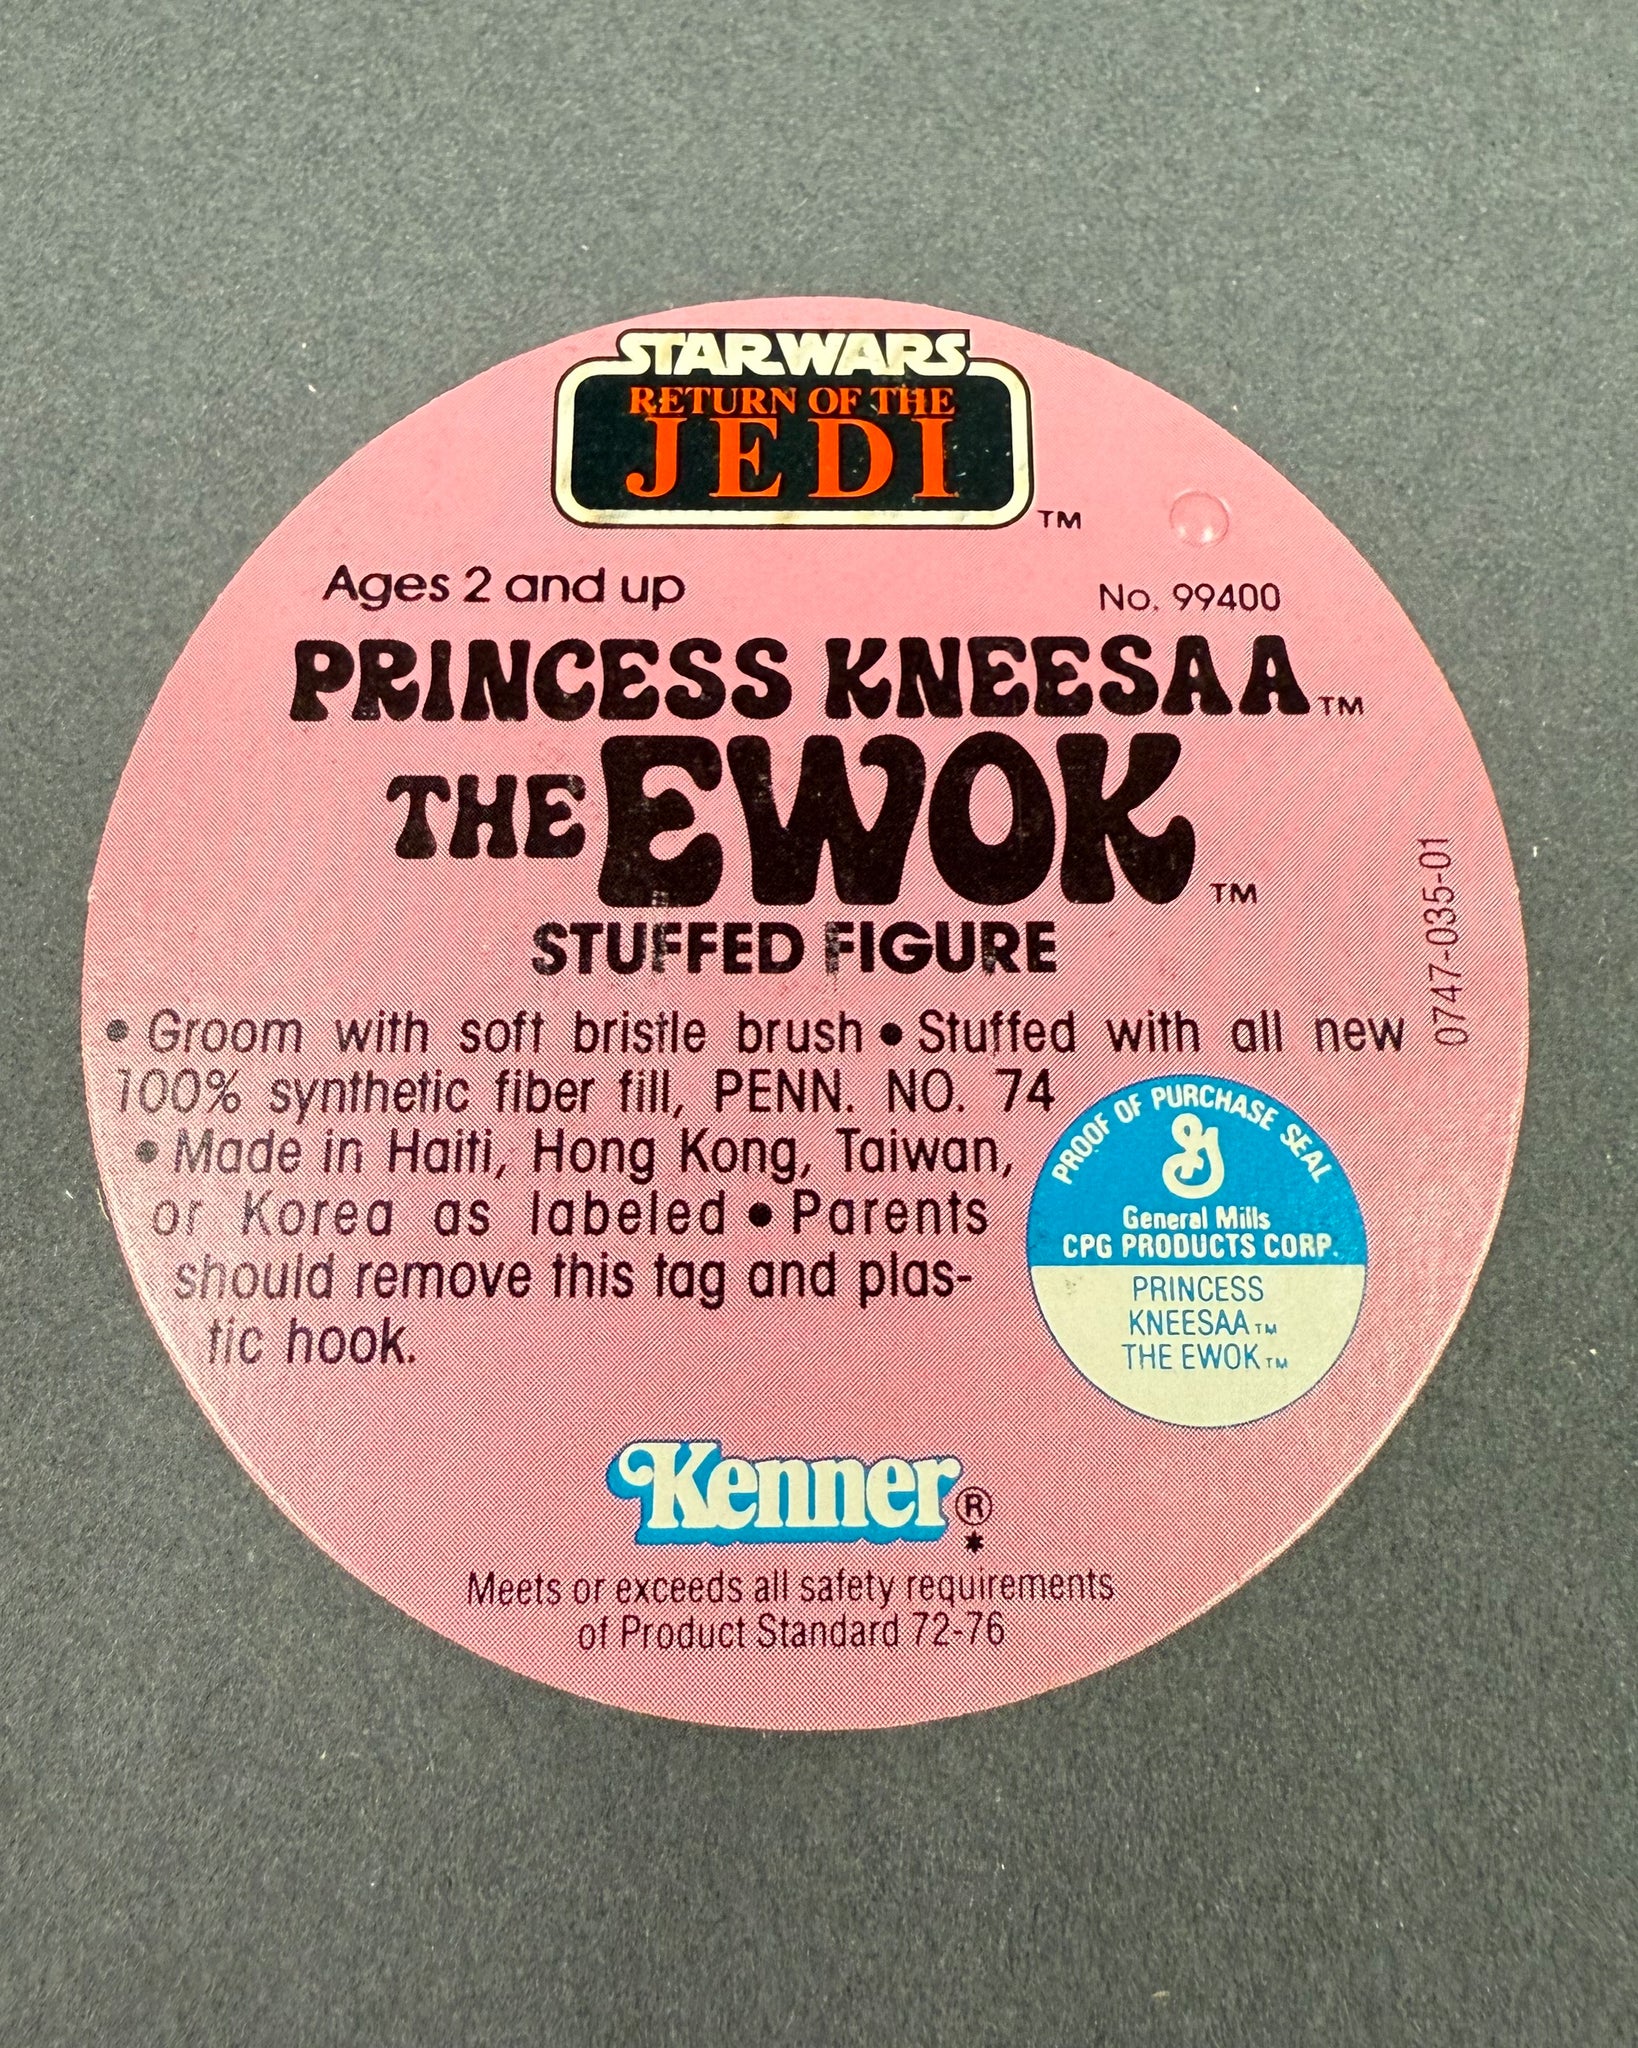 STAR WARS
RETURN OF THE
JEDI
TM
Ages 2 and up
No. 99400
PRINCESS KNEESAA TM
THE EWOK TM
STUFFED FIGURE
0747-035-01
• Groom with soft bristle brush • Stuffed with all new
100% synthetic fiber fill, PENN. NO. 74
• Made in Haiti, Hong Kong, Taiwan,
or Korea as labeled • Parents
should remove this tag and plas-
tic hook.
PROOF OF PURCHASE SEAL
G
General Mills
CPG PRODUCTS CORP.
PRINCESS
KNEESAA TM
THE EWOK TM
Kenner ®
*
Meets or exceeds all safety requirements
of Product Standard 72-76